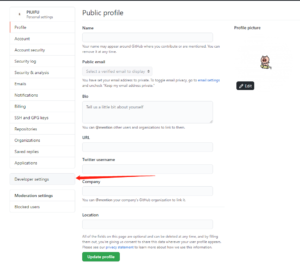 Personal settings
Profile
Account
Account security
Security log
Security & analysis
Emails
Notifications
Billing
SSH and GPG keys
Repositories
Organizations
Saved replies
Applications
Developer settings
Moderation settings
Blocked users
Public profile
Name
Your name may appear around GitHub where you contribute or are mentioned. You can
remove it at any time.
Public email
Select a verified email to display
You have set your email address to private. To toggle email privacy, go to email settings
and uncheck "Keep my email address private."
Bio
Tell us a little bit about yourself
You can @mention other users and organizations to link to them.
URL
Twitter username
Company
You can @mention your company's GitHub organization to link it.
Location
All of the fields on this page are optional and can be deleted at any time, and by filling
them out, you're giving us consent to share this data wherever your user profile appears.
Please see our privacy statement to learn more about how we use this information.
Update profile
Profile picture
Edit